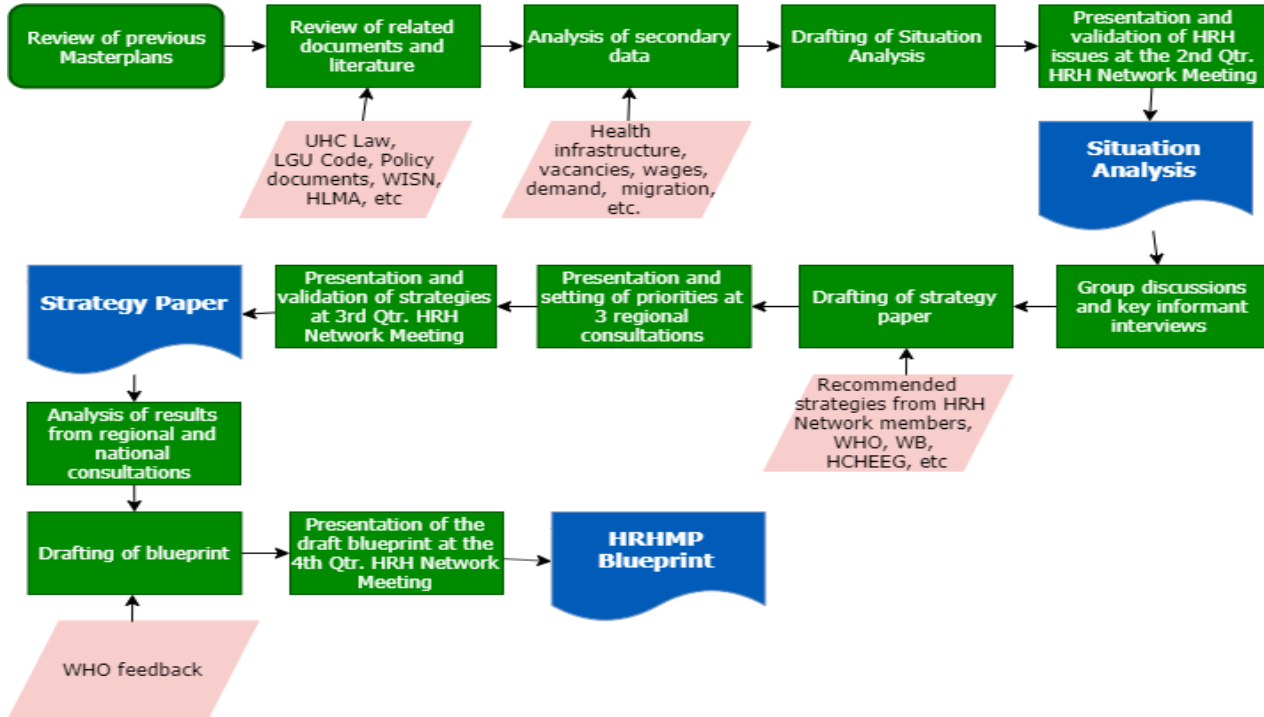 Review of previous
Masterplans
Review of related
documents and
literature
Analysis of secondary
data
Drafting of Situation
Analysis
Presentation and
validation of HRH
issues at the 2nd Qtr.
HRH Network Meeting
UHC Law,
LGU Code, Policy
documents, WISN,
HLMA, etc
Health
infrastructure,
vacancies, wages,
demand, migration,
etc.
Situation
Analysis
Group discussions
and key informant
interviews
Drafting of strategy
paper
Recommended
strategies from HRH
Network members,
WHO, WB,
HCHEEG, etc
Presentation and
setting of priorities at
3 regional
consultations
Presentation and
validation of strategies
at 3rd Qtr. HRH
Network Meeting
Strategy Paper
Analysis of results
from regional and
national
consultations
Drafting of blueprint
WHO feedback
Presentation of the
draft blueprint at the
4th Qtr. HRH Network
Meeting
HRHMP
Blueprint